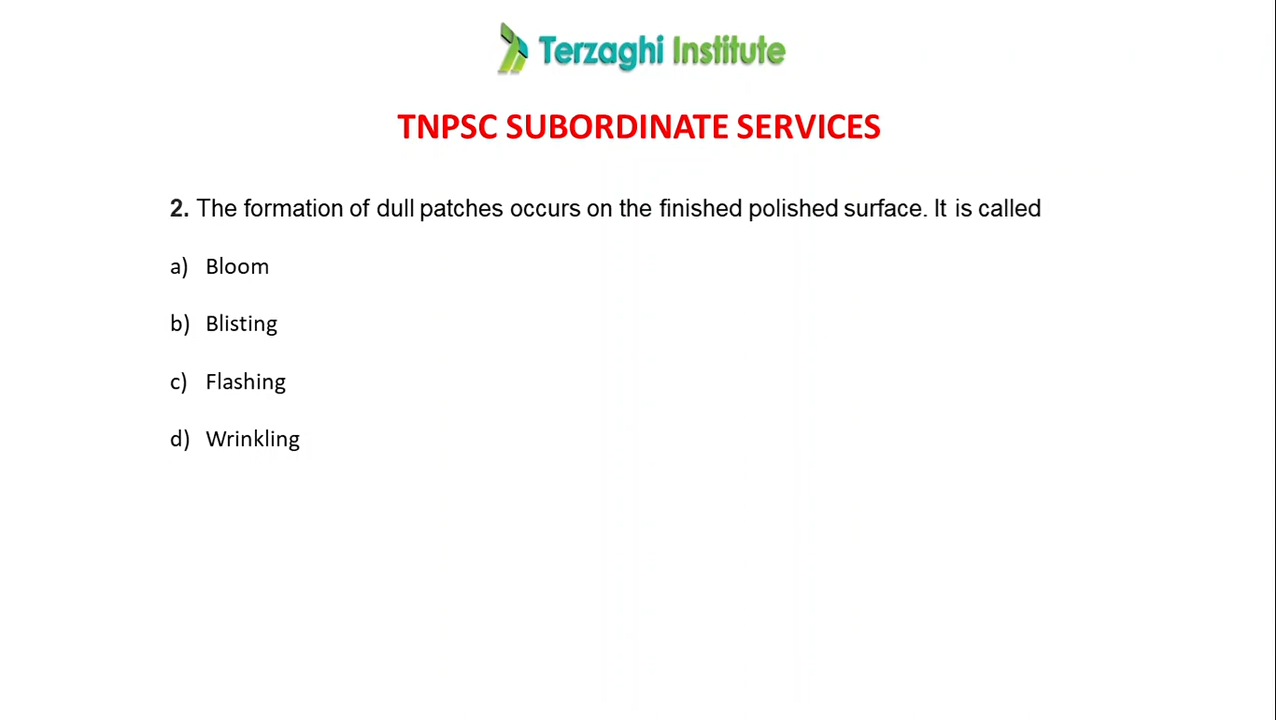 Terzaghi Institute
TNPSC SUBORDINATE SERVICES
2. The formation of dull patches occurs on the finished polished surface. It is called
a) Bloom
b) Blisting
c) Flashing
d) Wrinkling